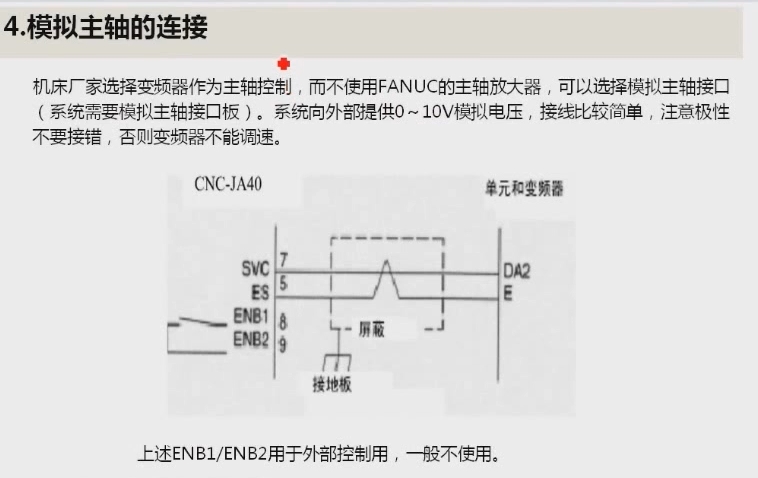 4.模拟主轴的连接
机床厂家选择变频器作为主轴控制，而不使用FANUC的主轴放大器，可以选择模拟主轴接口
（系统需要模拟主轴接口板）。系统向外部提供0～10V模拟电压，接线比较简单，注意极性
不要接错，否则变频器不能调速。
CNC-JA40
单元和变频器
SVC 7 DA2
ES 5 E
ENB1 8
ENB2 9
屏蔽
接地板
上述ENB1/ENB2用于外部控制用，一般不使用。